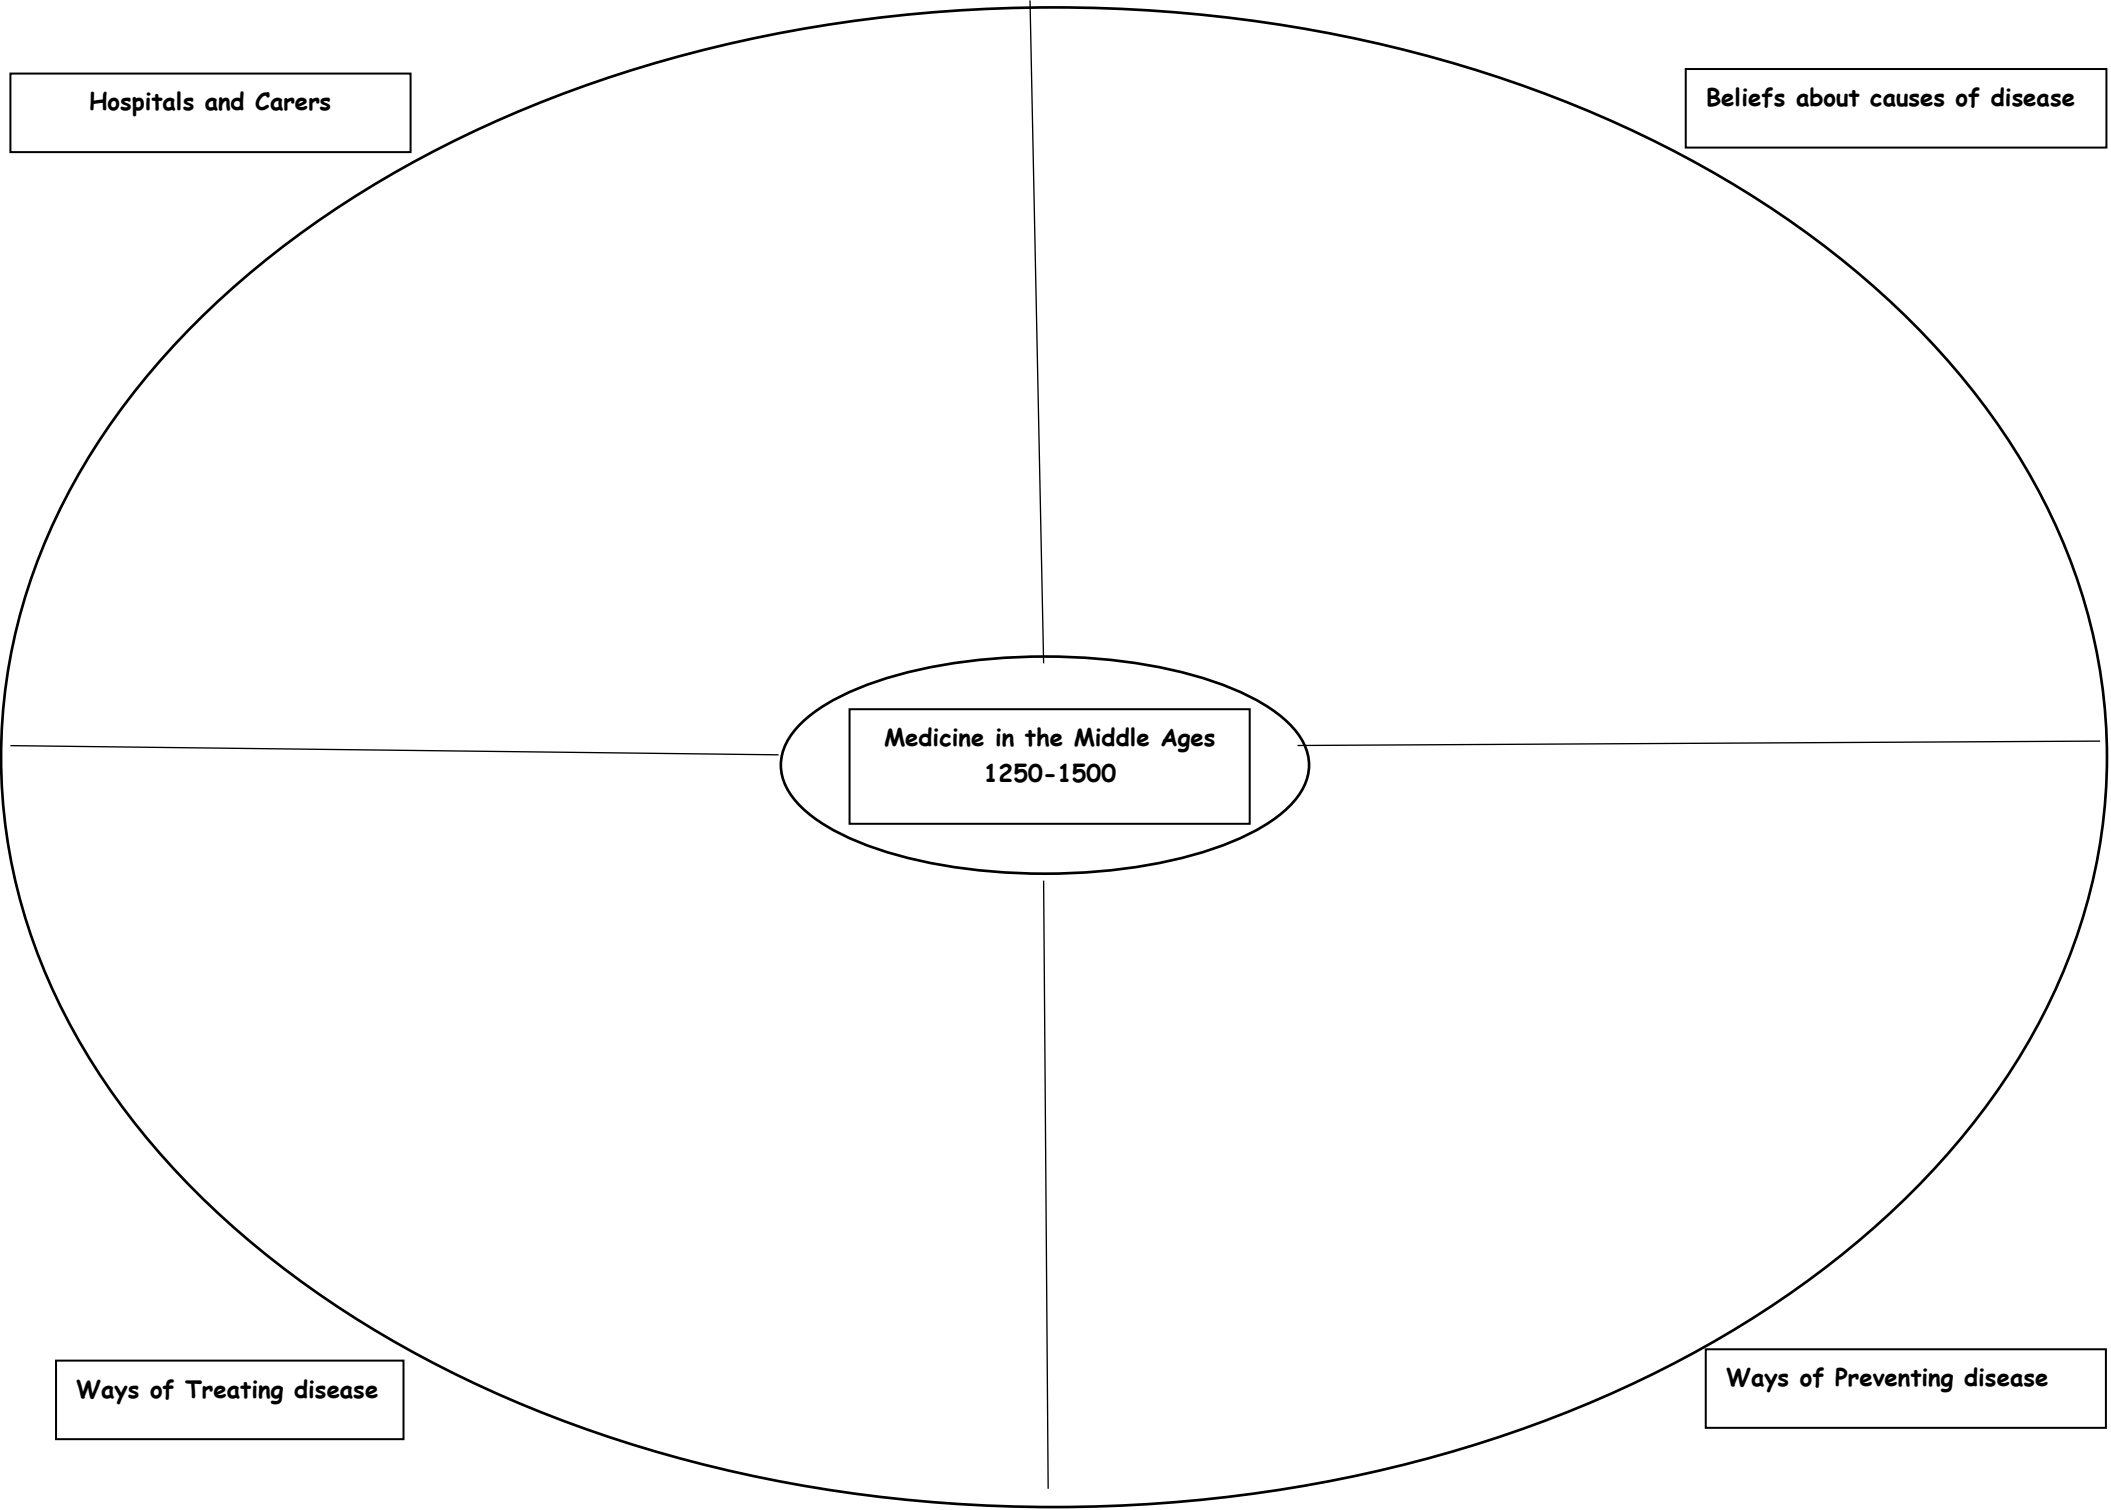 Hospitals and Carers
Beliefs about causes of disease
Medicine in the Middle Ages
1250-1500
Ways of Treating disease
Ways of Preventing disease